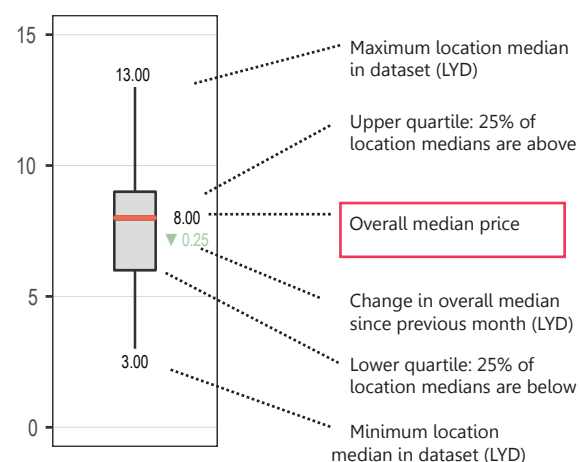 15
13.00
10
8.00
▼ 0.25
5
3.00
0
Maximum location median
in dataset (LYD)
Upper quartile: 25% of
location medians are above
Overall median price
Change in overall median
since previous month (LYD)
Lower quartile: 25% of
location medians are below
Minimum location
median in dataset (LYD)